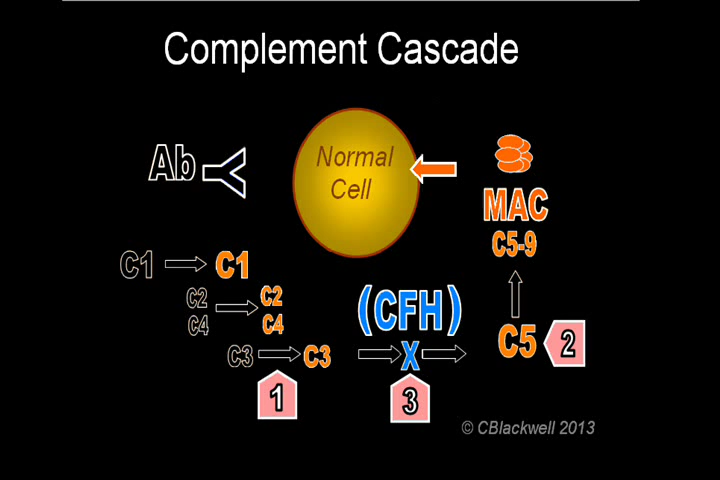 Complement Cascade
Ab
Normal
Cell
MAC
C5-9
C1
C1
C2
C4
C2
C4
C3
C3
(CFH)
X
C5
1
2
3
© CBlackwell 2013